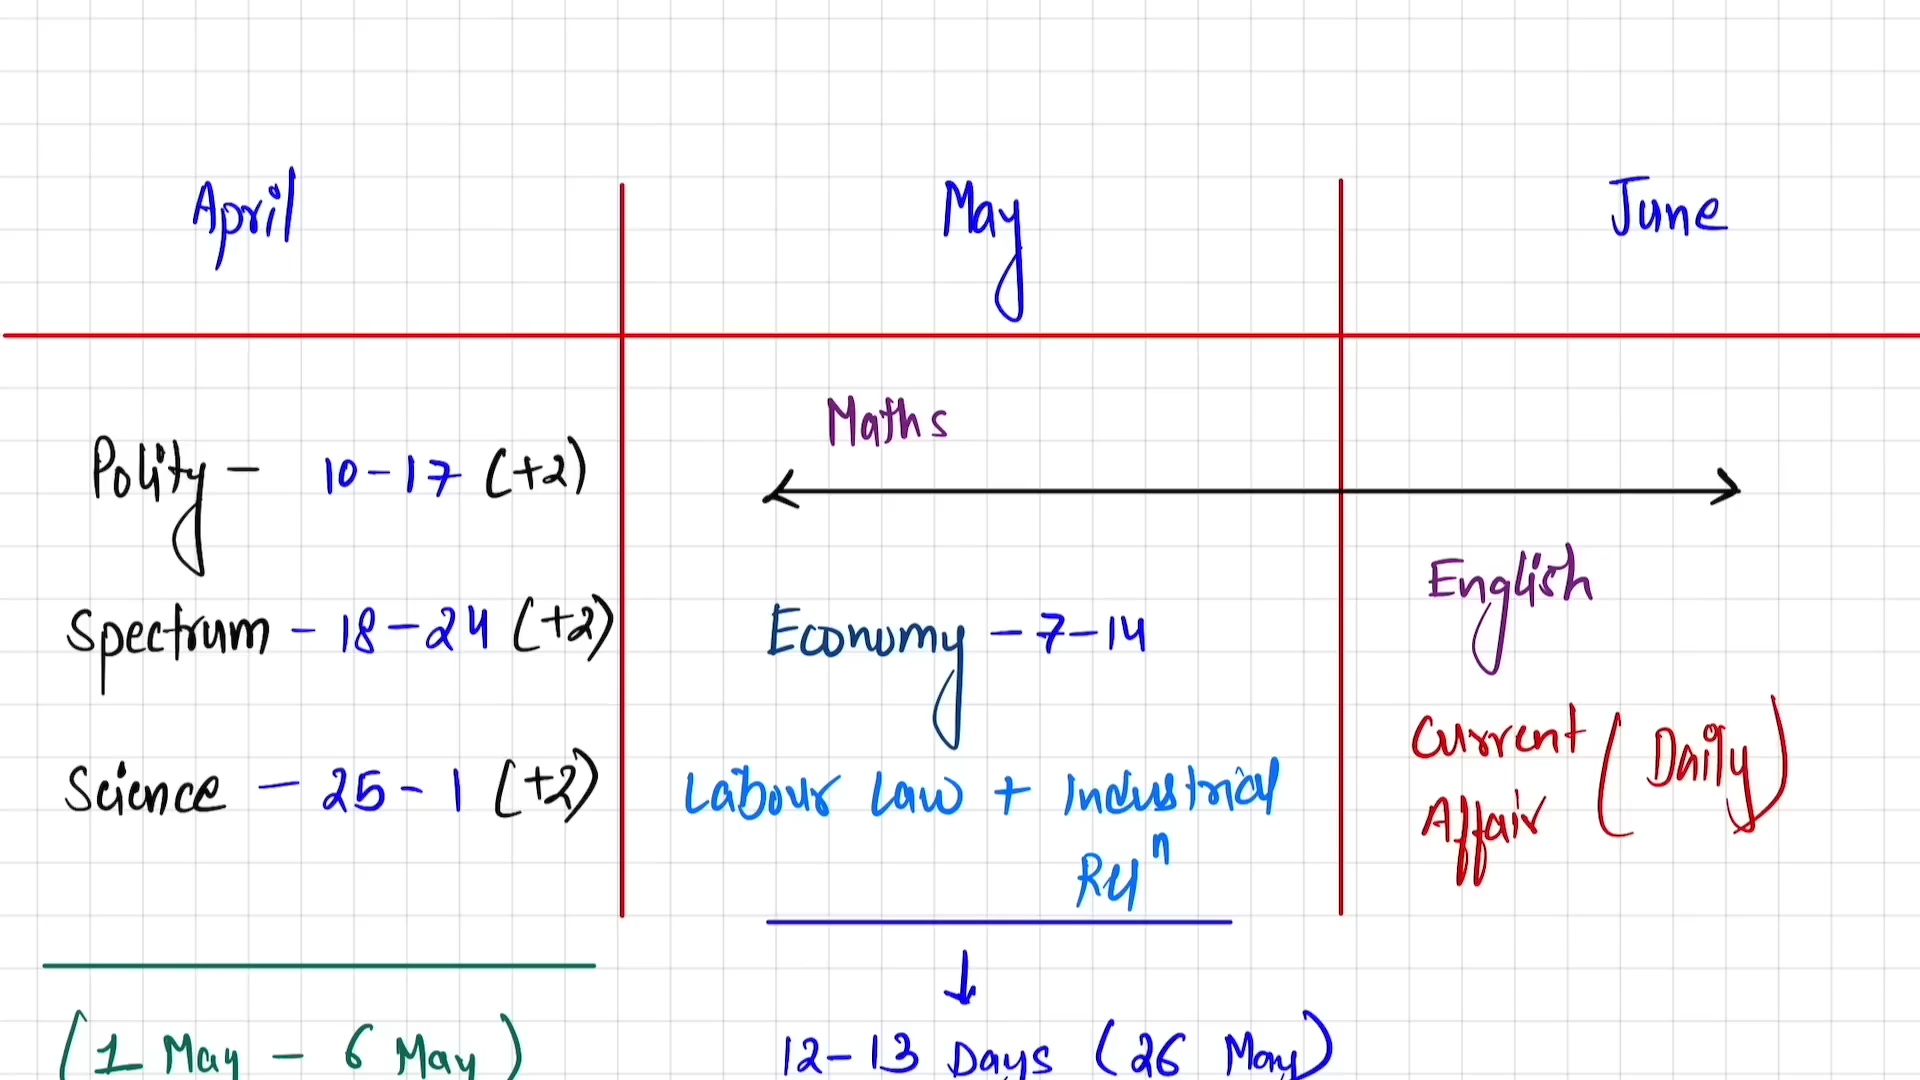 April May June
Maths
Polity - 10-17 (+2)
English
Spectrum - 18-24 (+2) Economy - 7-14
Current Affair (Daily)
Science - 25-1 (+2) Labour Law + Industrial
Relⁿ
(1 May - 6 May) 12-13 Days (26 May)